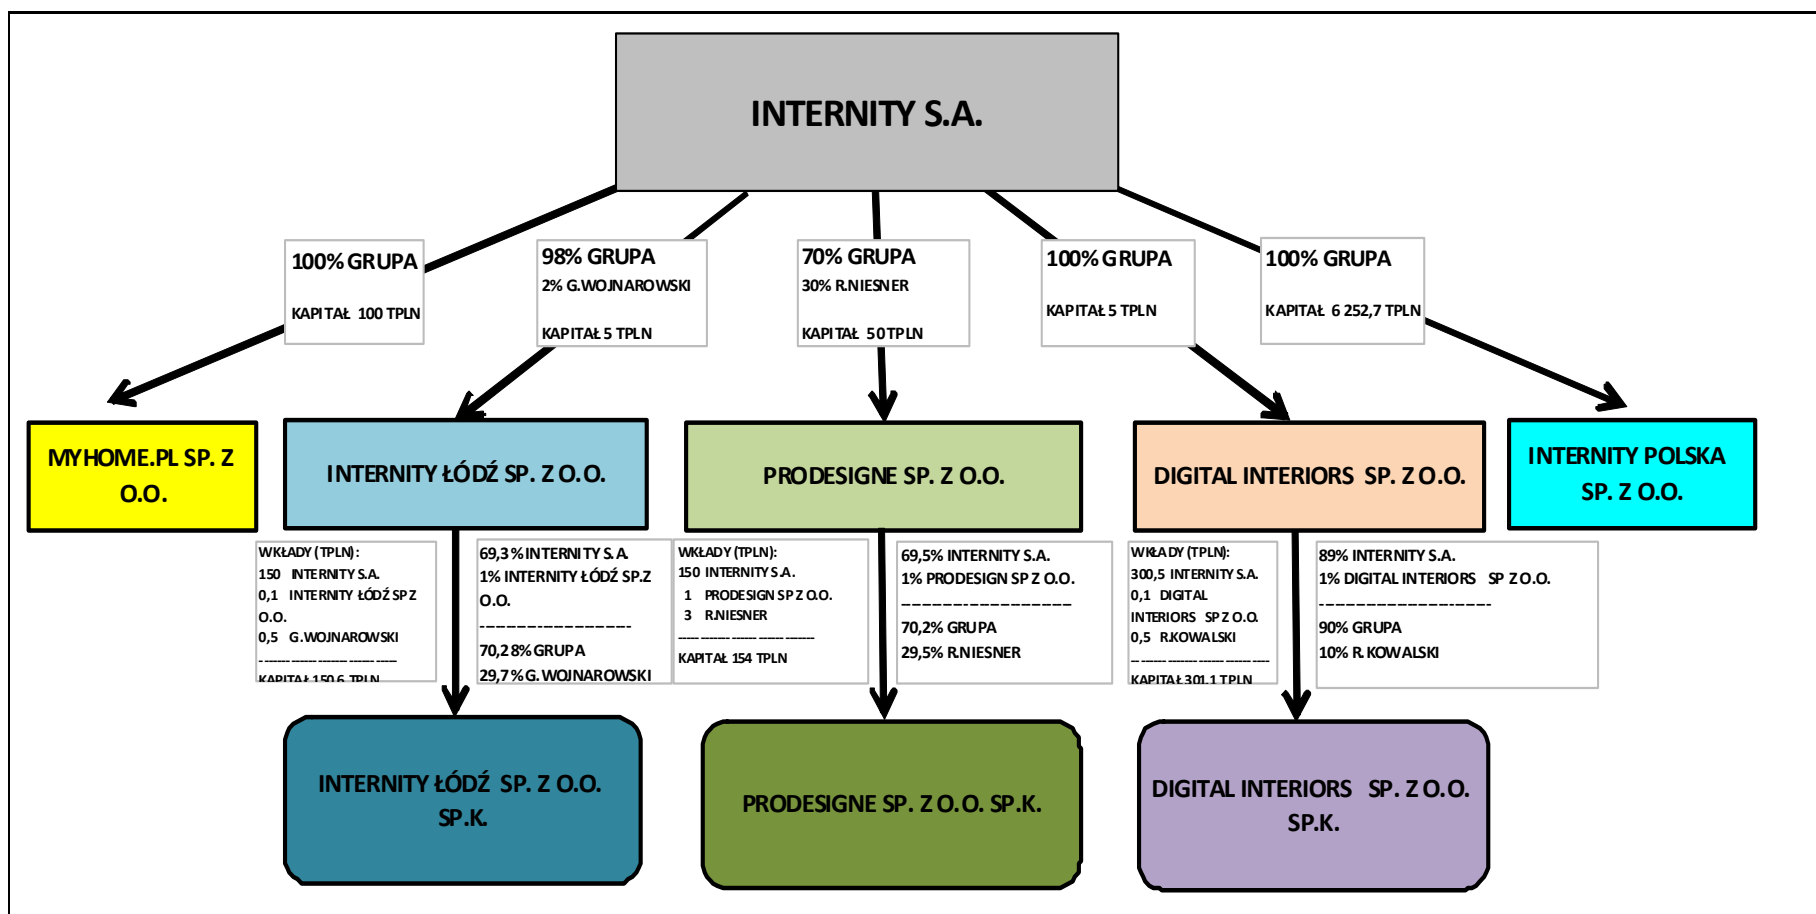 INTERNITY S.A.
100% GRUPA
KAPITAŁ 100 TPLN
98% GRUPA
2% G.WOJNAROWSKI
KAPITAŁ 5 TPLN
70% GRUPA
30% R.NIESNER
KAPITAŁ 50 TPLN
100% GRUPA
KAPITAŁ 5 TPLN
100% GRUPA
KAPITAŁ 6 252,7 TPLN
MYHOME.PL SP. Z
O.O.
INTERNITY ŁÓDŹ SP. Z O.O.
PRODESIGNE SP. Z O.O.
DIGITAL INTERIORS SP. Z O.O.
INTERNITY POLSKA
SP. Z O.O.
WKŁADY (TPLN):
150 INTERNITY S.A.
0,1 INTERNITY ŁÓDŹ SP Z
O.O.
0,5 G.WOJNAROWSKI
--------------------------------
KAPITAŁ 150,6 TPLN
69,3% INTERNITY S.A.
1% INTERNITY ŁÓDŹ SP.Z
O.O.
----------------------------
70,28% GRUPA
29,7% G. WOJNAROWSKI
WKŁADY (TPLN):
150 INTERNITY S.A.
1 PRODESIGN SP Z O.O.
3 R.NIESNER
--------------------------------
KAPITAŁ 154 TPLN
69,5% INTERNITY S.A.
1% PRODESIGN SP Z O.O.
--------------------------------
70,2% GRUPA
29,5% R.NIESNER
WKŁADY (TPLN):
300,5 INTERNITY S.A.
0,1 DIGITAL
INTERIORS SP Z O.O.
0,5 R.KOWALSKI
--------------------------------
KAPITAŁ 301,1 TPLN
89% INTERNITY S.A.
1% DIGITAL INTERIORS SP Z O.O.
--------------------------------
90% GRUPA
10% R. KOWALSKI
INTERNITY ŁÓDŹ SP. Z O.O.
SP.K.
PRODESIGNE SP. Z O.O. SP.K.
DIGITAL INTERIORS SP. Z O.O.
SP.K.